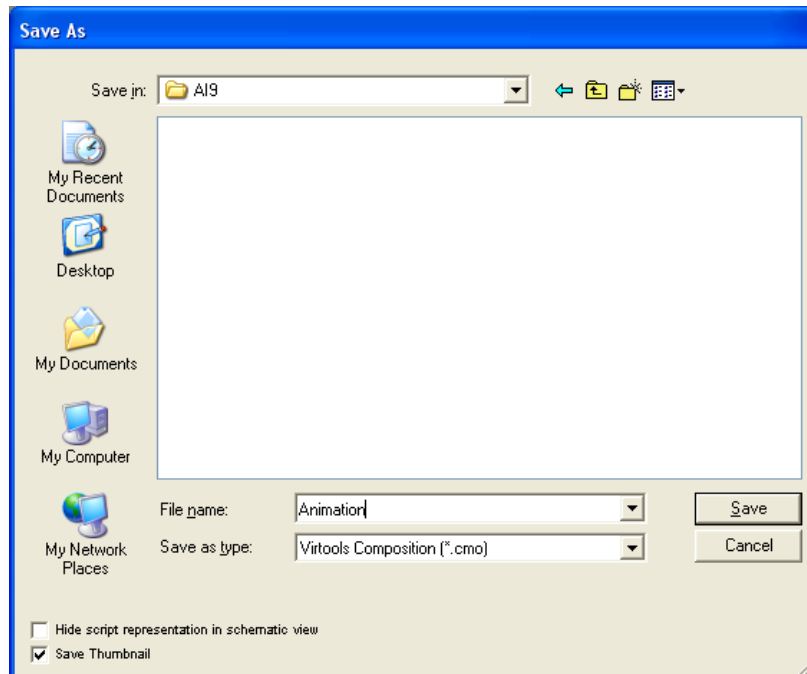 Save As
Save in: AI9
My Recent
Documents
Desktop
My Documents
My Computer
My Network
Places
File name: Animation Save
Save as type: Virtools Composition (*.cmo) Cancel
Hide script representation in schematic view
Save Thumbnail